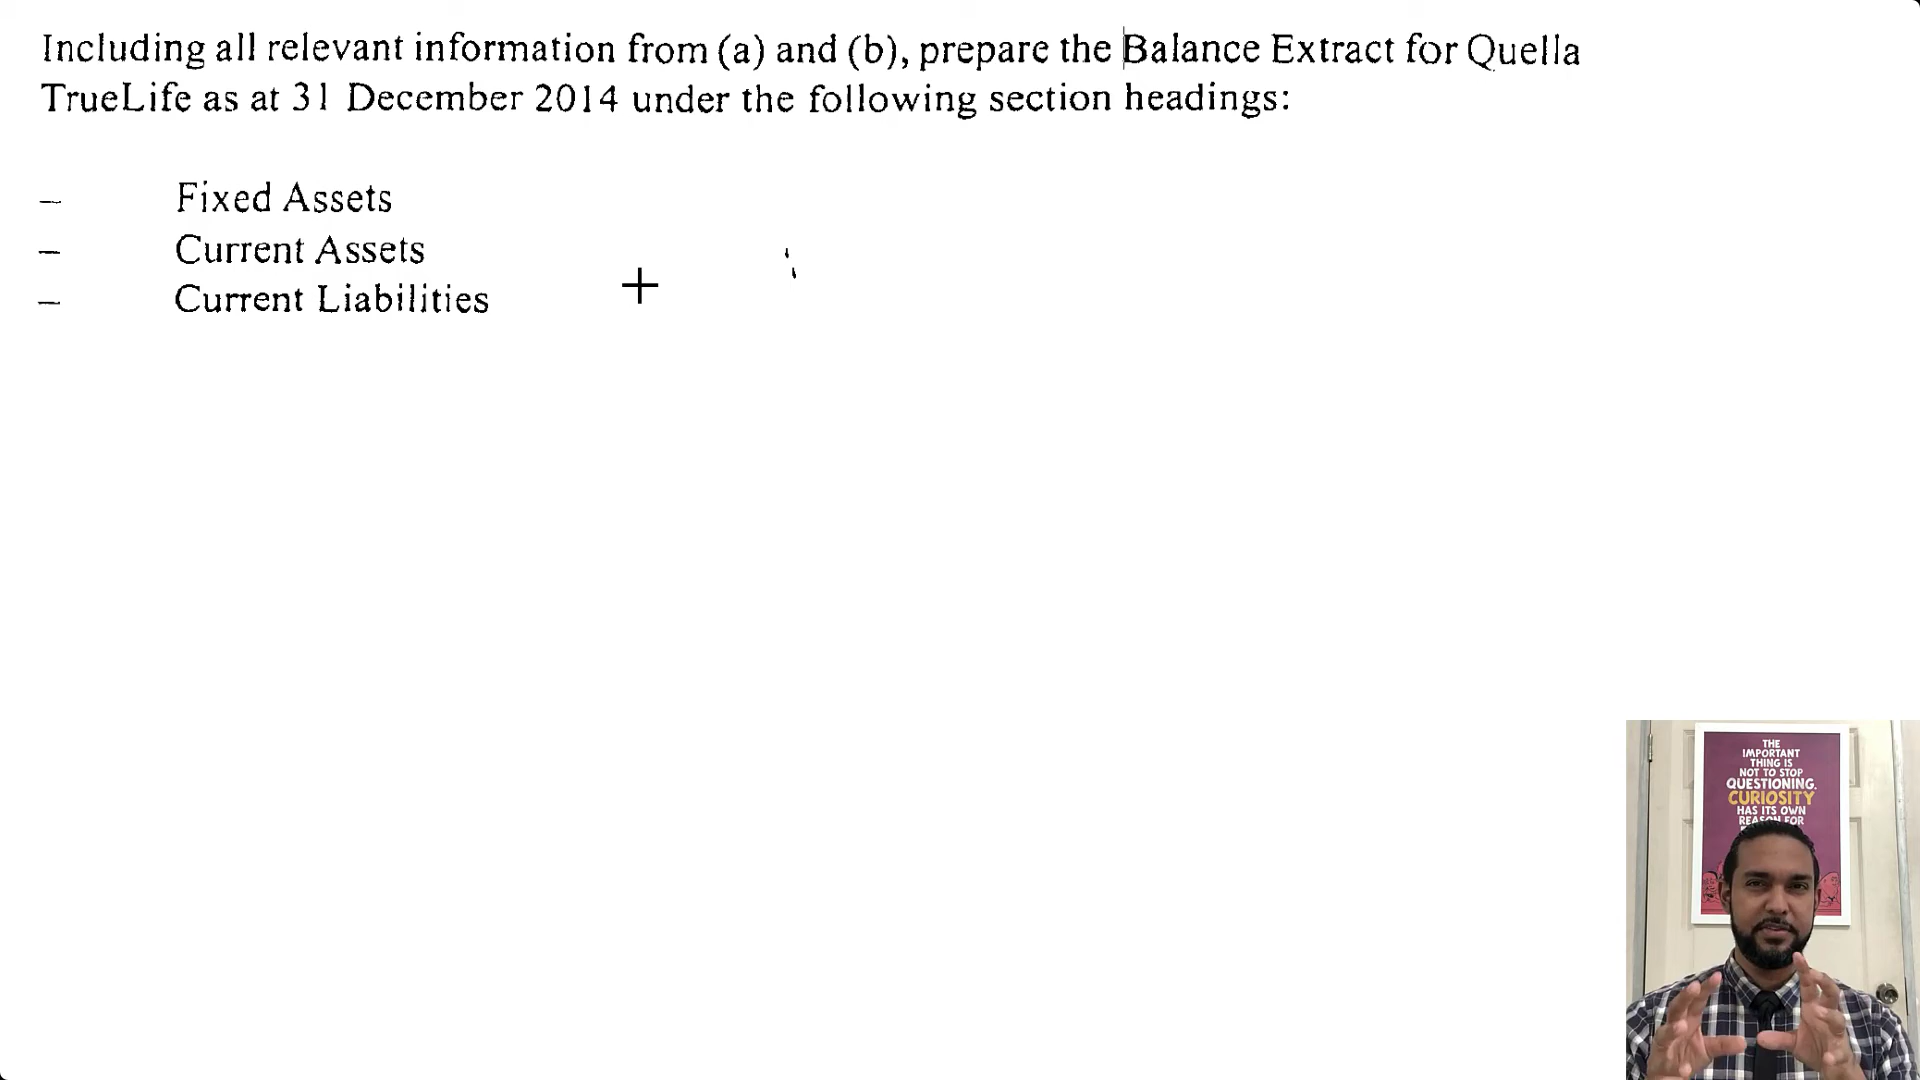 Including all relevant information from (a) and (b), prepare the Balance Extract for Quella
TrueLife as at 31 December 2014 under the following section headings:
– Fixed Assets
– Current Assets
– Current Liabilities
THE
IMPORTANT
THING IS
NOT TO STOP
QUESTIONING.
CURIOSITY
HAS ITS OWN
REASON FOR